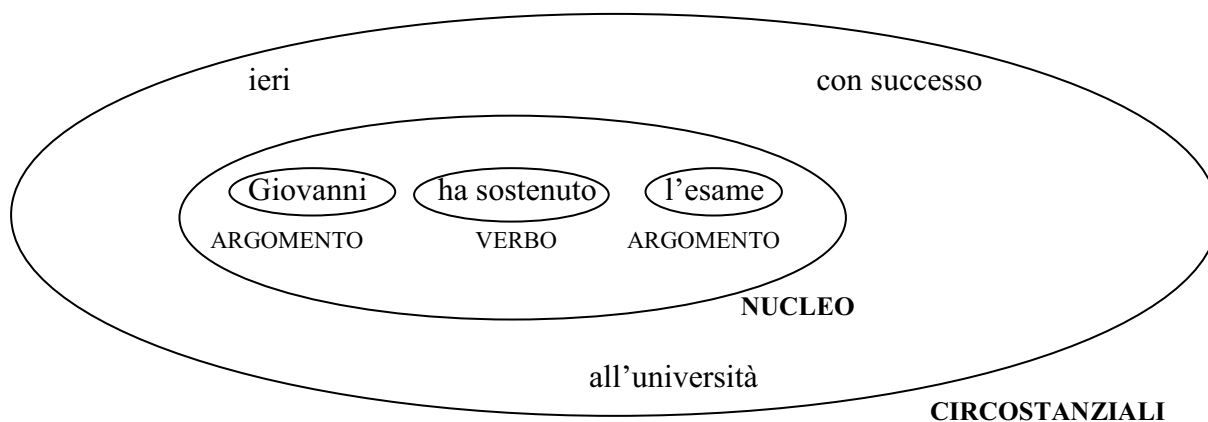 ieri con successo
Giovanni ha sostenuto l’esame
ARGOMENTO VERBO ARGOMENTO
NUCLEO
all’università
CIRCOSTANZIALI